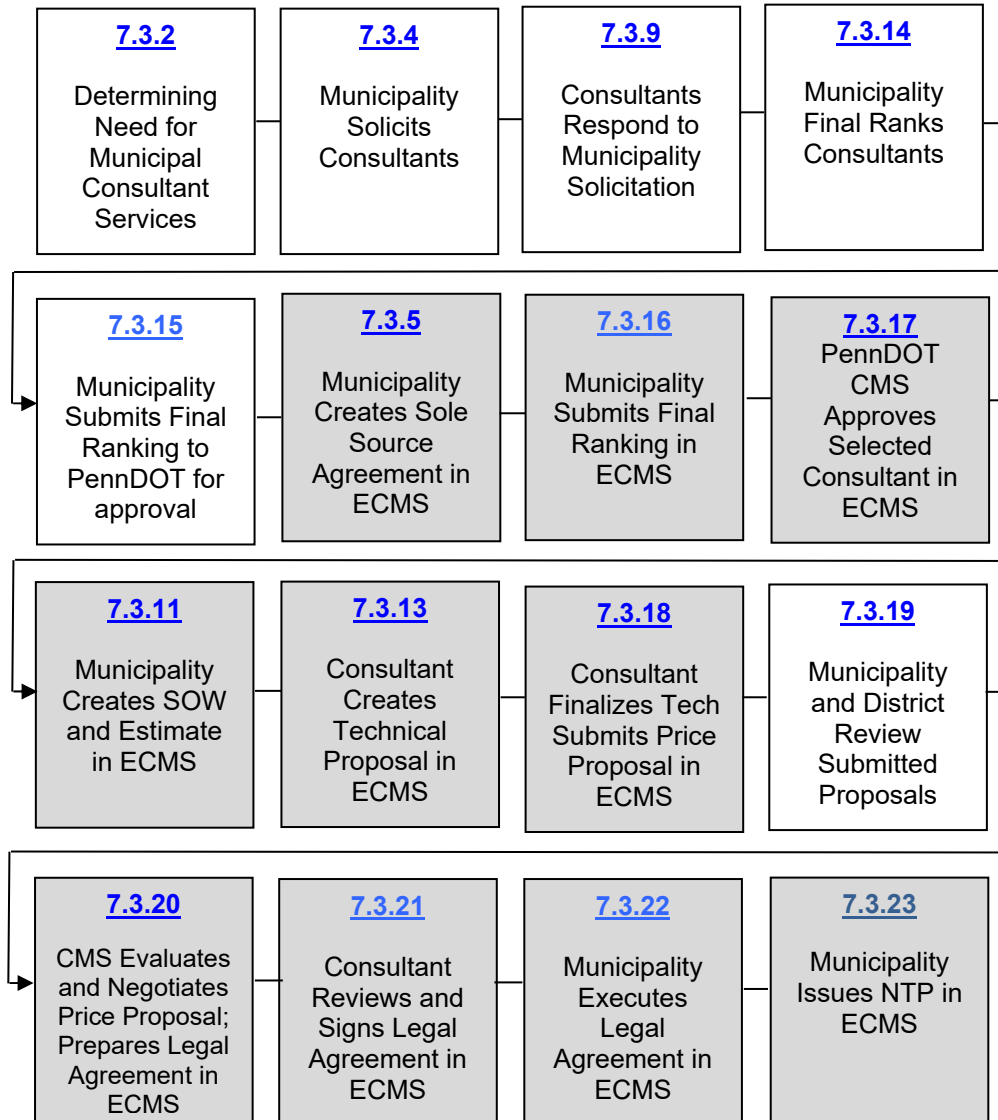 7.3.2
Determining
Need for
Municipal
Consultant
Services
7.3.4
Municipality
Solicits
Consultants
7.3.9
Consultants
Respond to
Municipality
Solicitation
7.3.14
Municipality
Final Ranks
Consultants
7.3.15
Municipality
Submits Final
Ranking to
PennDOT for
approval
7.3.5
Municipality
Creates Sole
Source
Agreement in
ECMS
7.3.16
Municipality
Submits Final
Ranking in
ECMS
7.3.17
PennDOT
CMS
Approves
Selected
Consultant in
ECMS
7.3.11
Municipality
Creates SOW
and Estimate
in ECMS
7.3.13
Consultant
Creates
Technical
Proposal in
ECMS
7.3.18
Consultant
Finalizes Tech
Submits Price
Proposal in
ECMS
7.3.19
Municipality
and District
Review
Submitted
Proposals
7.3.20
CMS Evaluates
and Negotiates
Price Proposal;
Prepares Legal
Agreement in
ECMS
7.3.21
Consultant
Reviews and
Signs Legal
Agreement in
ECMS
7.3.22
Municipality
Executes
Legal
Agreement in
ECMS
7.3.23
Municipality
Issues NTP in
ECMS